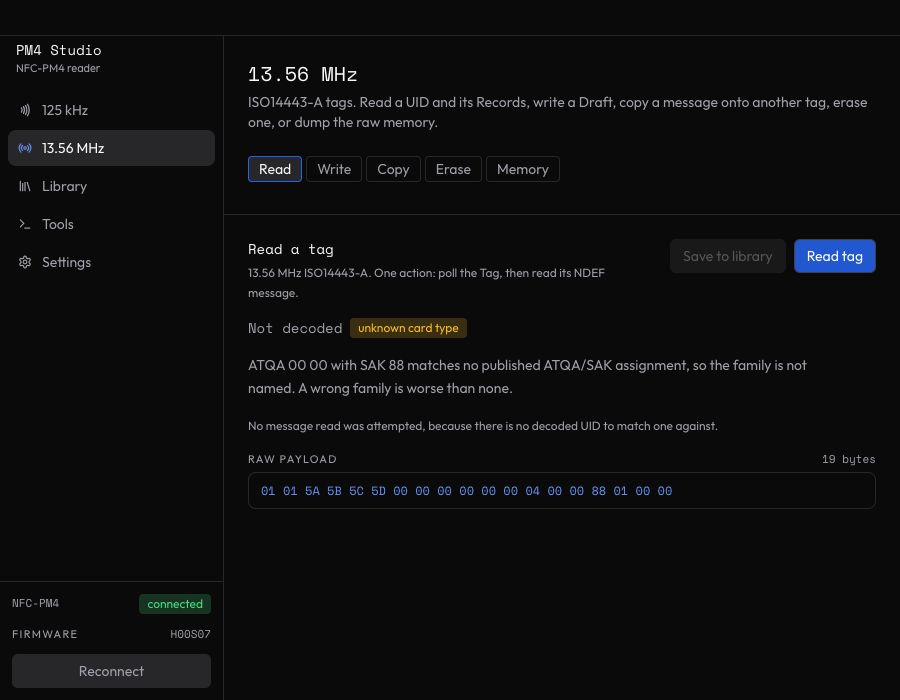 PM4 Studio
NFC-PM4 reader
125 kHz
13.56 MHz
Library
Tools
Settings
NFC-PM4
connected
FIRMWARE
H00S07
Reconnect
13.56 MHz
ISO14443-A tags. Read a UID and its Records, write a Draft, copy a message onto another tag, erase
one, or dump the raw memory.
Read
Write
Copy
Erase
Memory
Read a tag
13.56 MHz ISO14443-A. One action: poll the Tag, then read its NDEF
message.
Save to library
Read tag
Not decoded
unknown card type
ATQA 00 00 with SAK 88 matches no published ATQA/SAK assignment, so the family is not
named. A wrong family is worse than none.
No message read was attempted, because there is no decoded UID to match one against.
RAW PAYLOAD
19 bytes
01 01 5A 5B 5C 5D 00 00 00 00 00 00 04 00 00 88 01 00 00